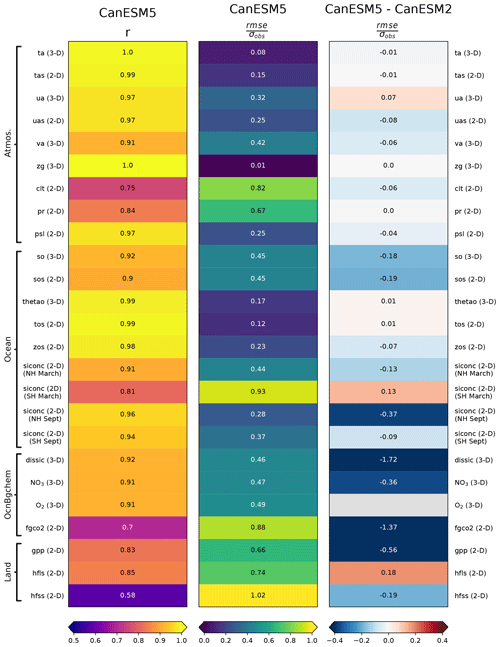 CanESM5 CanESM5 CanESM5 - CanESM2
r rmse/σobs rmse/σobs
Atmos.
ta (3-D) 1.0 0.08 -0.01 ta (3-D)
tas (2-D) 0.99 0.15 -0.01 tas (2-D)
ua (3-D) 0.97 0.32 0.07 ua (3-D)
uas (2-D) 0.97 0.25 -0.08 uas (2-D)
va (3-D) 0.91 0.42 -0.06 va (3-D)
zg (3-D) 1.0 0.01 0.0 zg (3-D)
clt (2-D) 0.75 0.82 -0.06 clt (2-D)
pr (2-D) 0.84 0.67 0.0 pr (2-D)
psl (2-D) 0.97 0.25 -0.04 psl (2-D)
Ocean
so (3-D) 0.92 0.45 -0.18 so (3-D)
sos (2-D) 0.9 0.45 -0.19 sos (2-D)
thetao (3-D) 0.99 0.17 0.01 thetao (3-D)
tos (2-D) 0.99 0.12 0.01 tos (2-D)
zos (2-D) 0.98 0.23 -0.07 zos (2-D)
siconc (2-D) 0.91 0.44 -0.13 siconc (2-D)
(NH March) (NH March)
siconc (2D) 0.81 0.93 0.13 siconc (2-D)
(SH March) (SH March)
siconc (2-D) 0.96 0.28 -0.37 siconc (2-D)
(NH Sept) (NH Sept)
siconc (2-D) 0.94 0.37 -0.09 siconc (2-D)
(SH Sept) (SH Sept)
OcnBgchem
dissic (3-D) 0.92 0.46 -1.72 dissic (3-D)
NO3 (3-D) 0.91 0.47 -0.36 NO3 (3-D)
O2 (3-D) 0.91 0.49 O2 (3-D)
fgco2 (2-D) 0.7 0.88 -1.37 fgco2 (2-D)
Land
gpp (2-D) 0.83 0.66 -0.56 gpp (2-D)
hfls (2-D) 0.85 0.74 0.18 hfls (2-D)
hfss (2-D) 0.58 1.02 -0.19 hfss (2-D)
0.5 0.6 0.7 0.8 0.9 1.0 0.0 0.2 0.4 0.6 0.8 1.0 −0.4 −0.2 0.0 0.2 0.4